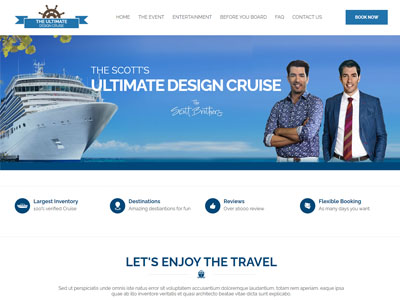 THE ULTIMATE
DESIGN CRUISE
HOME THE EVENT ENTERTAINMENT BEFORE YOU BOARD FAQ CONTACT US
BOOK NOW
THE SCOTT'S
ULTIMATE DESIGN CRUISE
The
Scott Brothers
Largest Inventory
100% verified Cruise
Destinations
Amazing destiantions for fun
Reviews
Over 10000 review
Flexible Booking
As many days you want
LET'S ENJOY THE TRAVEL
Sed ut perspiciatis unde omnis iste natus error sit voluptatem accusantium doloremque laudantium, totam rem aperiam, eaque ipsa
quae ab illo inventore veritatis et quasi architecto beatae vitae dicta sunt explicabo.